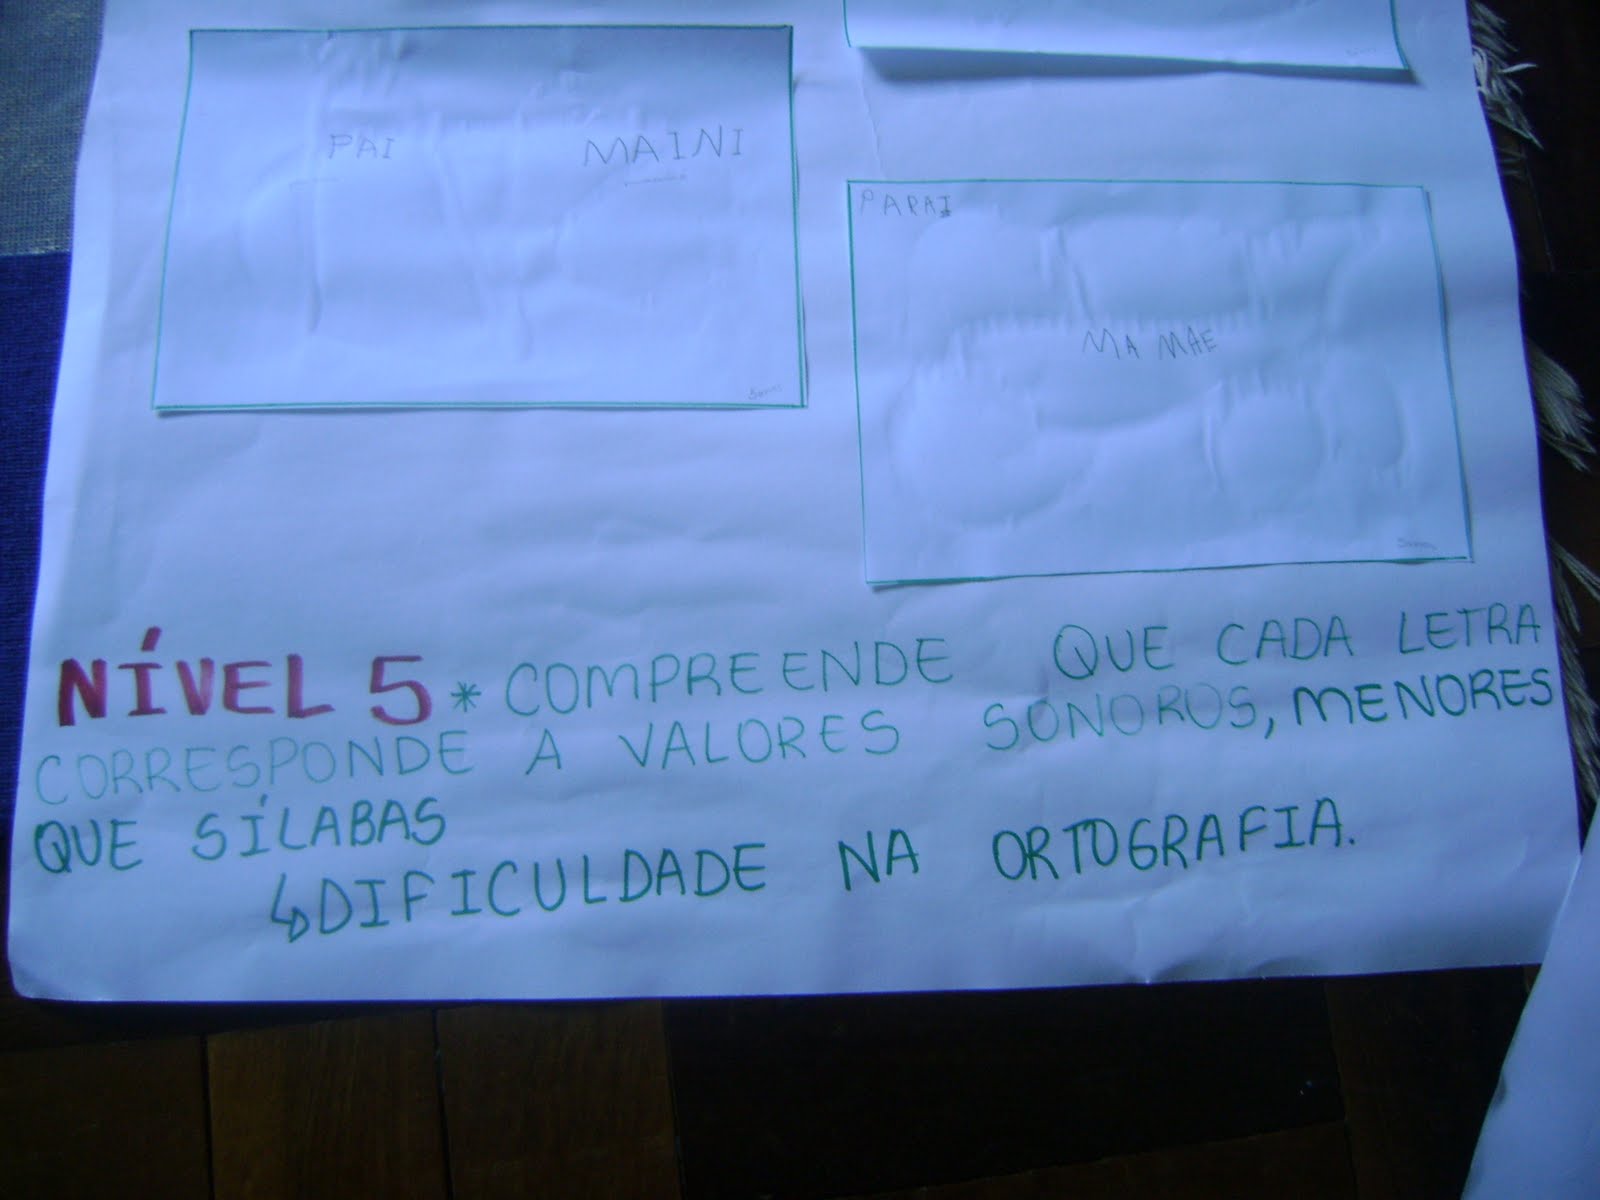 PAI MAINI
PARAI
MA MAE
NÍVEL 5 * COMPREENDE QUE CADA LETRA
CORRESPONDE A VALORES SONOROS, MENORES
QUE SÍLABAS
↳DIFICULDADE NA ORTOGRAFIA.